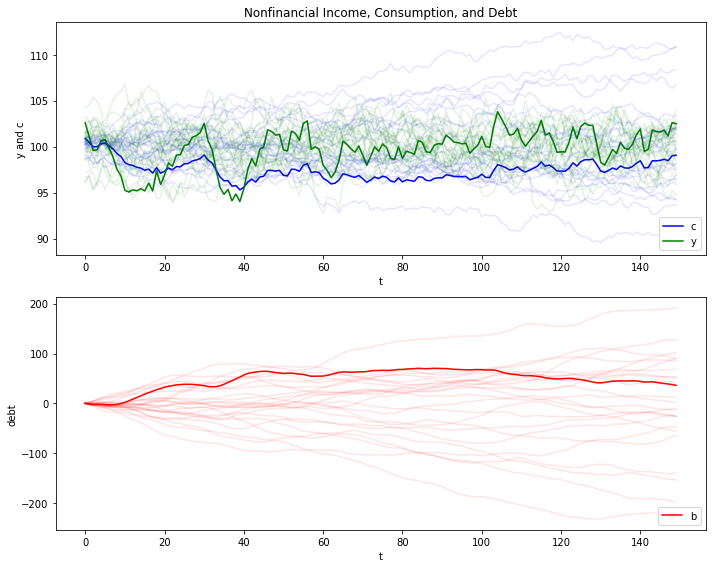 Nonfinancial Income, Consumption, and Debt
110
105
100
95
90
y and c
c
y
0 20 40 60 80 100 120 140
t
200
100
0
−100
−200
debt
b
0 20 40 60 80 100 120 140
t